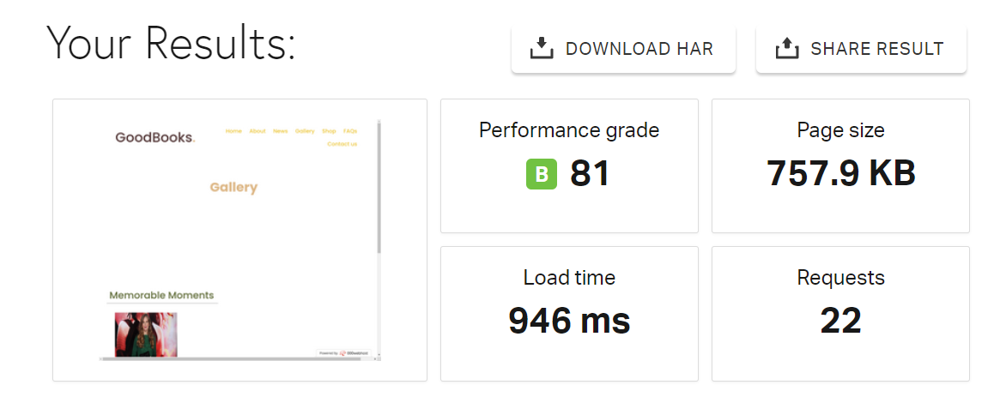 Your Results:
DOWNLOAD HAR
SHARE RESULT
GoodBooks.
Home About News Gallery Shop FAQs
Contact us
Gallery
Memorable Moments
Powered by
Performance grade
B 81
Page size
757.9 KB
Load time
946 ms
Requests
22